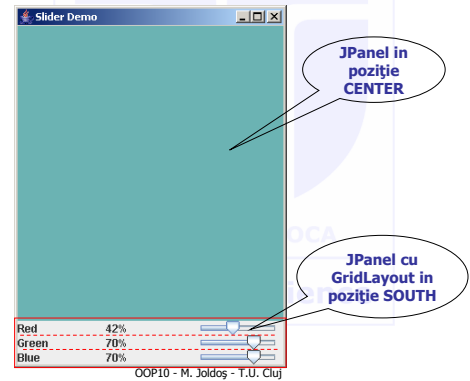 Slider Demo
JPanel in
poziţie
CENTER
OCA
JPanel cu
GridLayout in
poziţie SOUTH
Red 42%
Green 70%
Blue 70%
OOP10 - M. Joldoş - T.U. Cluj